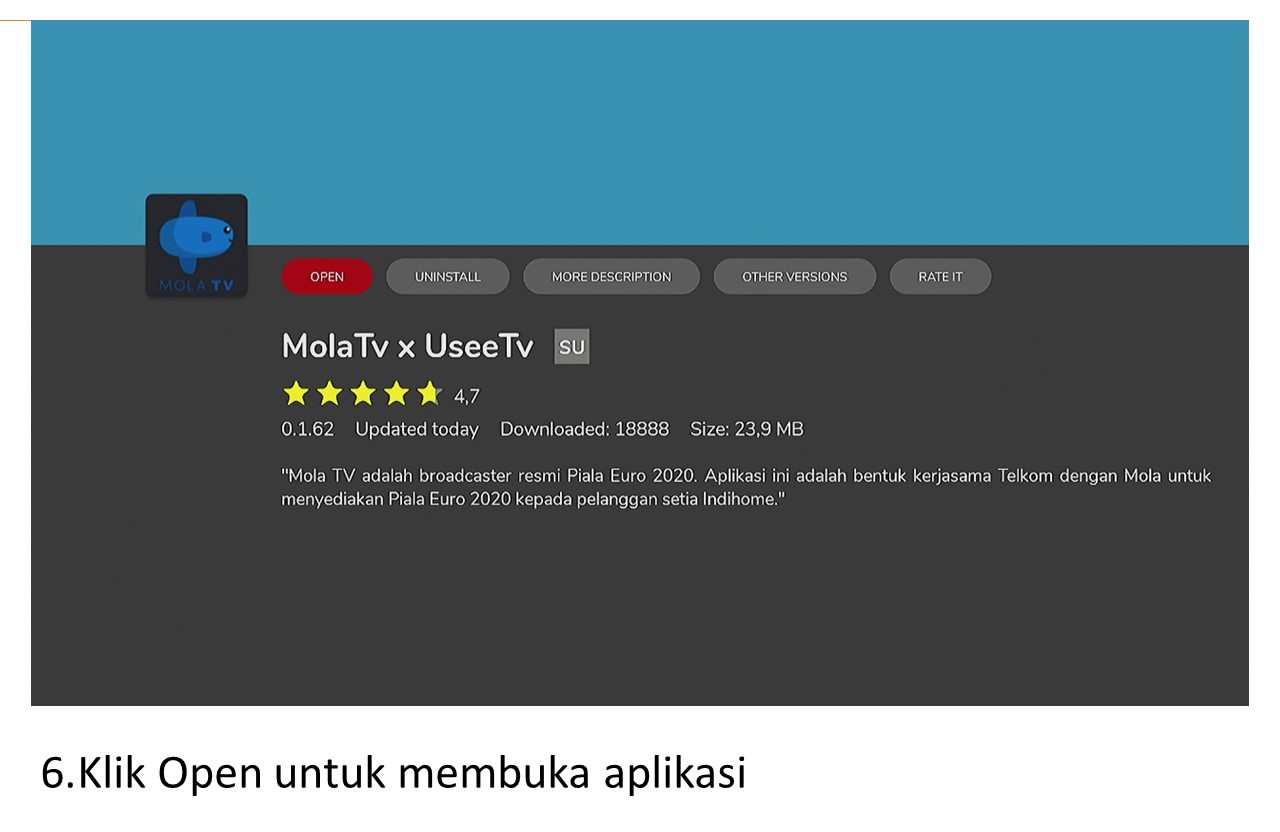 MOLA TV
OPEN UNINSTALL MORE DESCRIPTION OTHER VERSIONS RATE IT
MolaTv x UseeTv SU
4,7
0.1.62 Updated today Downloaded: 18888 Size: 23,9 MB
"Mola TV adalah broadcaster resmi Piala Euro 2020. Aplikasi ini adalah bentuk kerjasama Telkom dengan Mola untuk
menyediakan Piala Euro 2020 kepada pelanggan setia Indihome."
6.Klik Open untuk membuka aplikasi